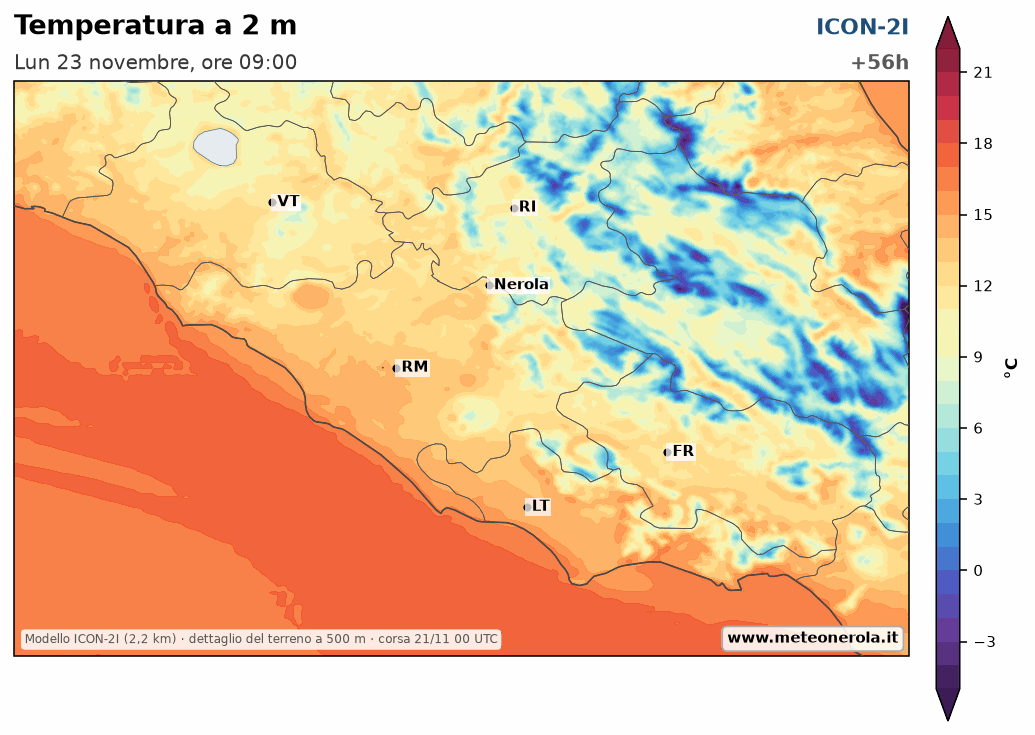 Temperatura a 2 m
ICON-2I
Lun 23 novembre, ore 09:00
+56h
21
18
15
12
9
6
3
0
−3
°C
VT
RI
Nerola
RM
FR
LT
Modello ICON-2I (2,2 km) · dettaglio del terreno a 500 m · corsa 21/11 00 UTC
www.meteonerola.it